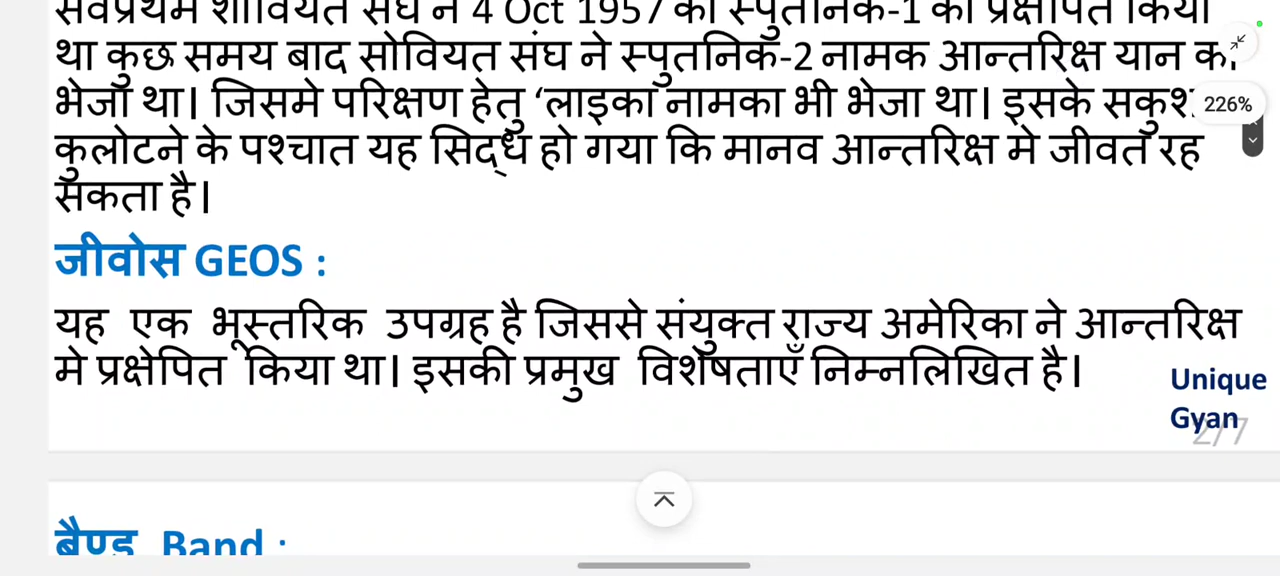 सर्वप्रथम शोवियत संघ ने 4 Oct 1957 को स्पुतनिक-1 को प्रक्षेपित किया
था कुछ समय बाद सोवियत संघ ने स्पुतनिक-2 नामक आन्तरिक्ष यान को
भेजा था। जिसमे परिक्षण हेतु ‘लाइका नामका भी भेजा था। इसके सकुश
226%
कुलोटने के पश्चात यह सिद्ध हो गया कि मानव आन्तरिक्ष मे जीवत रह
सकता है।
जीवोस GEOS :
यह एक भूस्तरिक उपग्रह है जिससे संयुक्त राज्य अमेरिका ने आन्तरिक्ष
मे प्रक्षेपित किया था। इसकी प्रमुख विशेषताएँ निम्नलिखित है।
Unique
Gyan
2/7
बैण्ड Band :